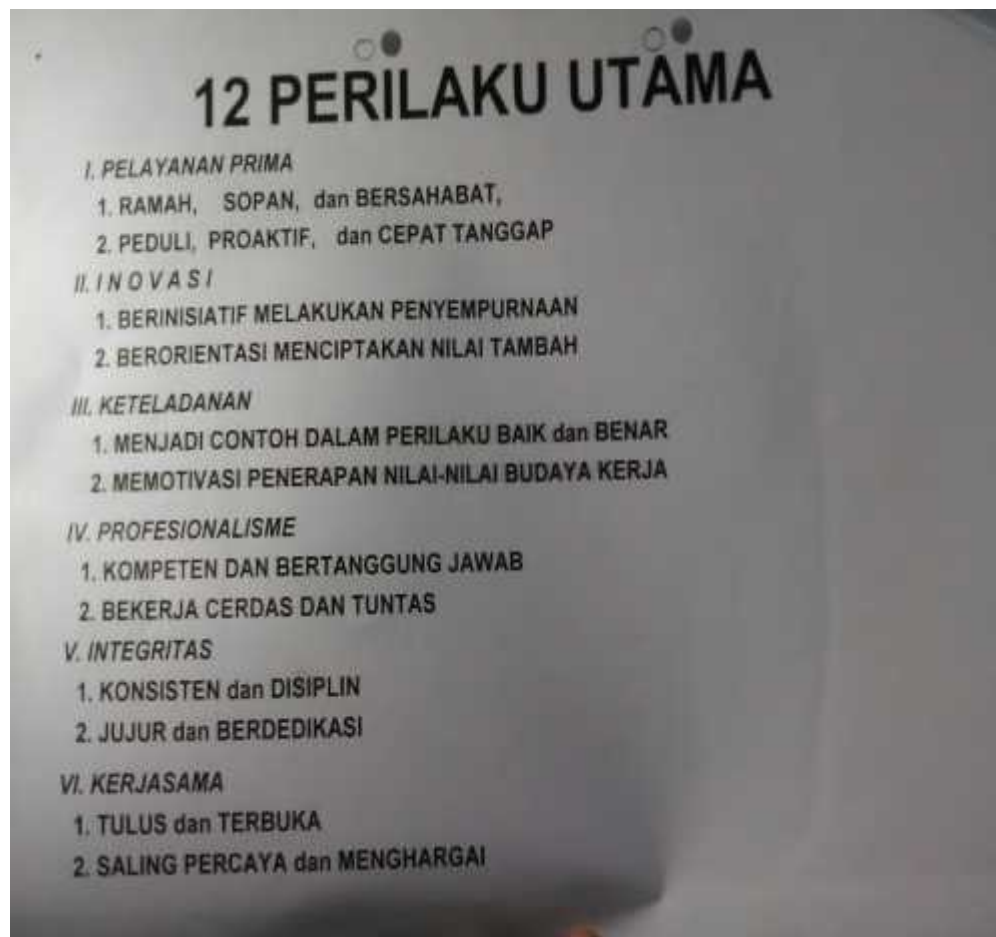 12 PERILAKU UTAMA
I. PELAYANAN PRIMA
1. RAMAH, SOPAN, dan BERSAHABAT,
2. PEDULI, PROAKTIF, dan CEPAT TANGGAP
II. I N O V A S I
1. BERINISIATIF MELAKUKAN PENYEMPURNAAN
2. BERORIENTASI MENCIPTAKAN NILAI TAMBAH
III. KETELADANAN
1. MENJADI CONTOH DALAM PERILAKU BAIK dan BENAR
2. MEMOTIVASI PENERAPAN NILAI-NILAI BUDAYA KERJA
IV. PROFESIONALISME
1. KOMPETEN DAN BERTANGGUNG JAWAB
2. BEKERJA CERDAS DAN TUNTAS
V. INTEGRITAS
1. KONSISTEN dan DISIPLIN
2. JUJUR dan BERDEDIKASI
VI. KERJASAMA
1. TULUS dan TERBUKA
2. SALING PERCAYA dan MENGHARGAI